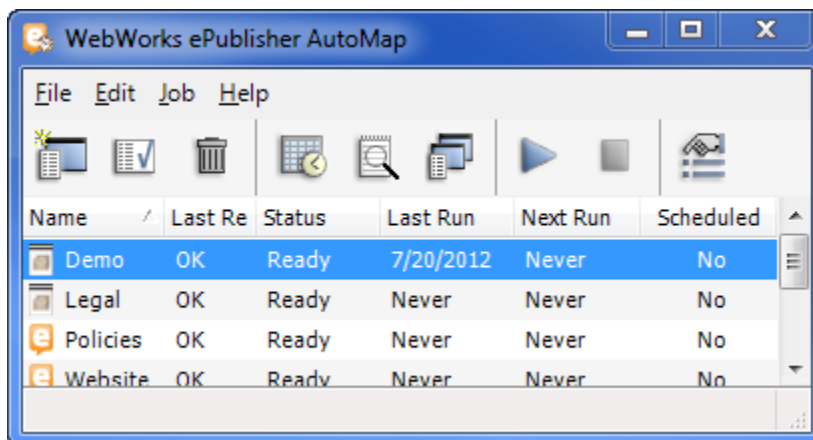 WebWorks ePublisher AutoMap
File Edit Job Help
Name Last Re Status Last Run Next Run Scheduled
Demo OK Ready 7/20/2012 Never No
Legal OK Ready Never Never No
Policies OK Ready Never Never No
Website OK Ready Never Never No